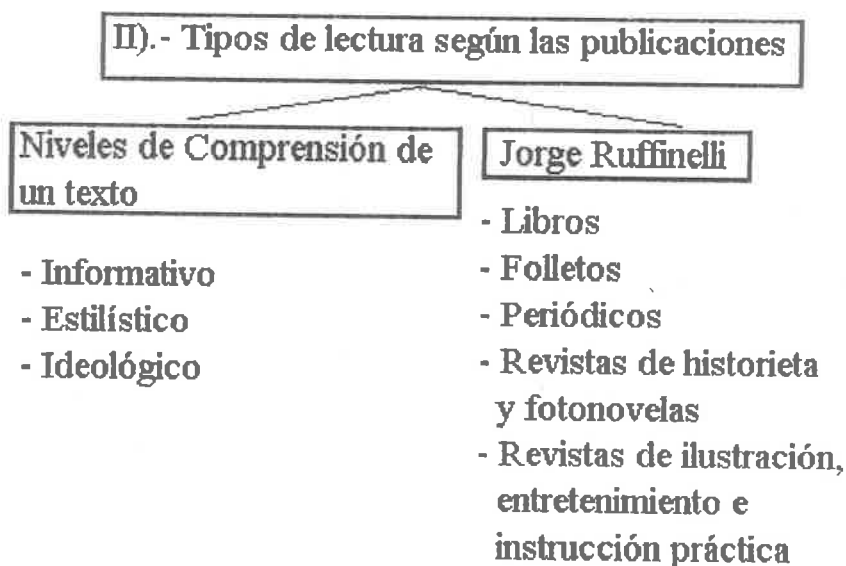 II).- Tipos de lectura según las publicaciones
Niveles de Comprensión de
un texto
- Informativo
- Estilístico
- Ideológico
Jorge Ruffinelli
- Libros
- Folletos
- Periódicos
- Revistas de historieta
y fotonovelas
- Revistas de ilustración,
entretenimiento e
instrucción práctica